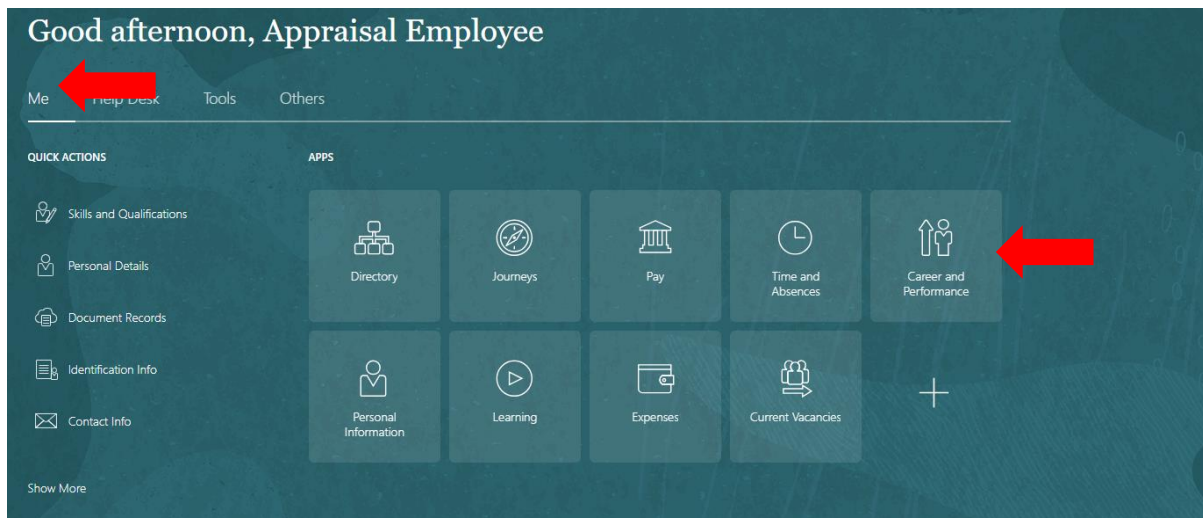 Good afternoon, Appraisal Employee
Me Help Desk Tools Others
QUICK ACTIONS
APPS
Skills and Qualifications
Personal Details
Document Records
Identification Info
Contact Info
Show More
Directory
Journeys
Pay
Time and
Absences
Career and
Performance
Personal
Information
Learning
Expenses
Current Vacancies